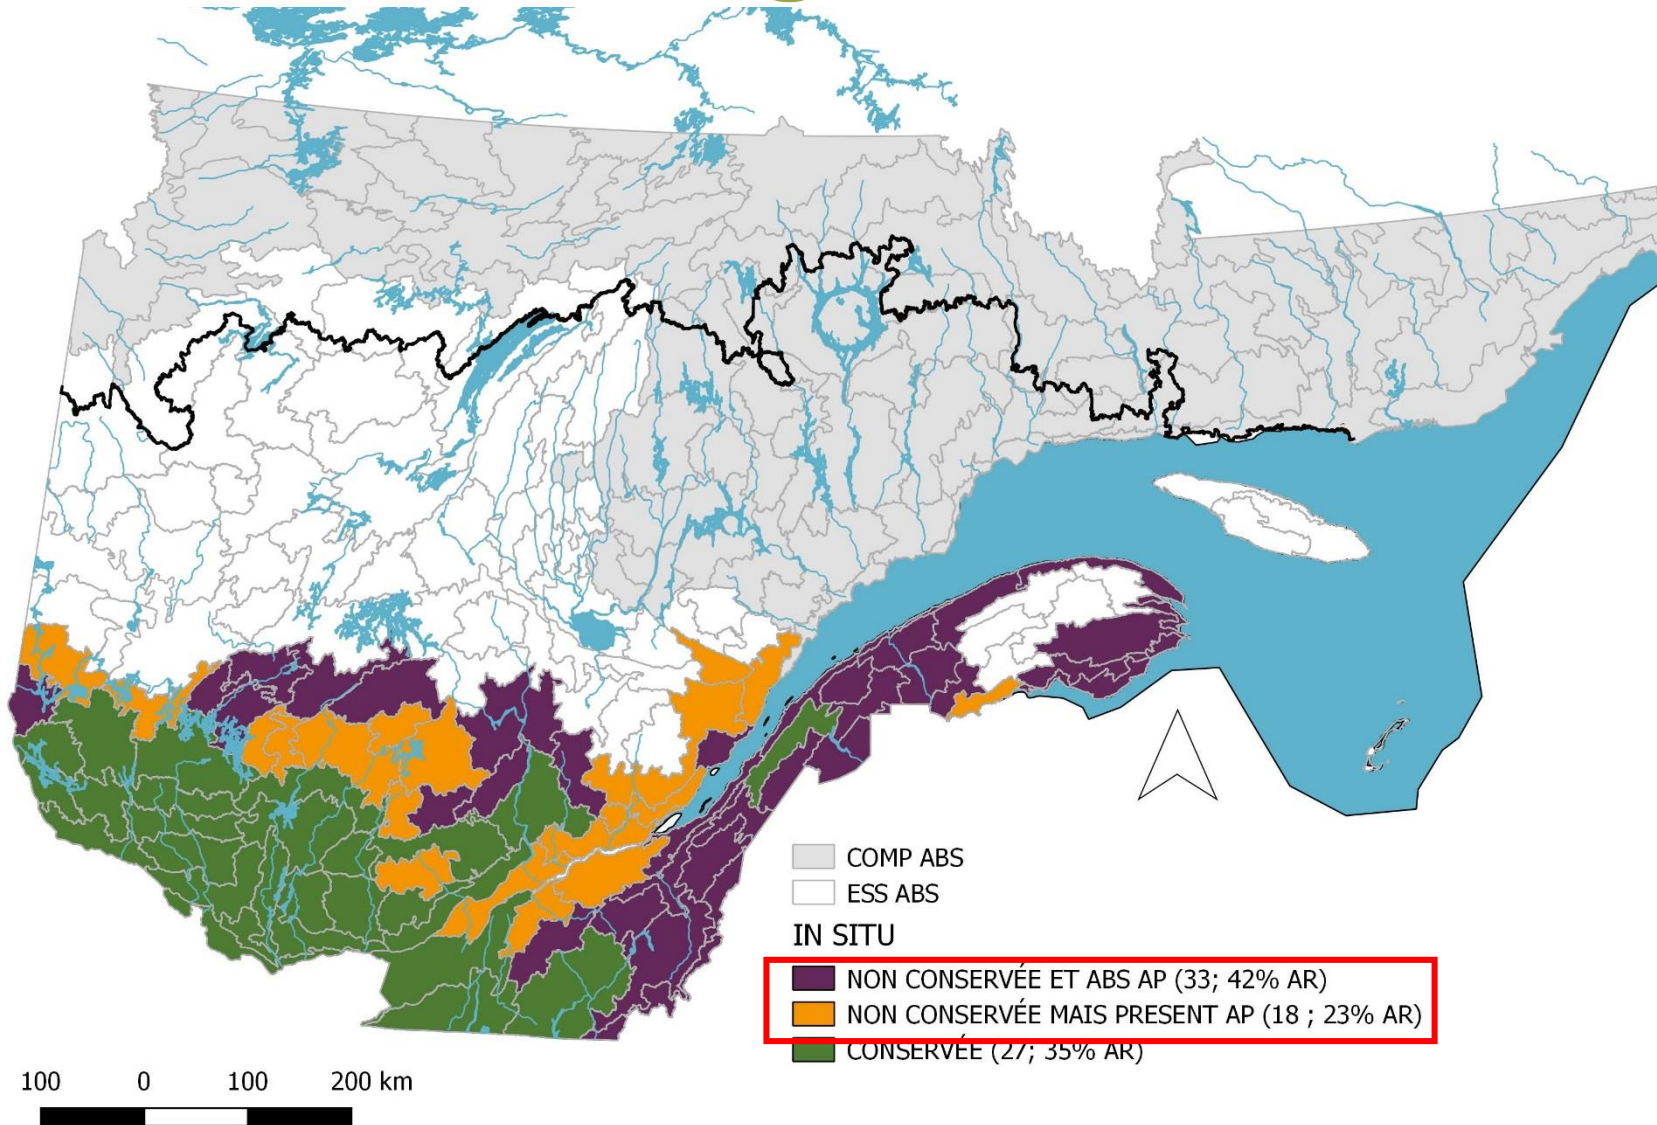 COMP ABS
ESS ABS
IN SITU
NON CONSERVÉE ET ABS AP (33; 42% AR)
NON CONSERVÉE MAIS PRESENT AP (18 ; 23% AR)
CONSERVÉE (27; 35% AR)
100 0 100 200 km